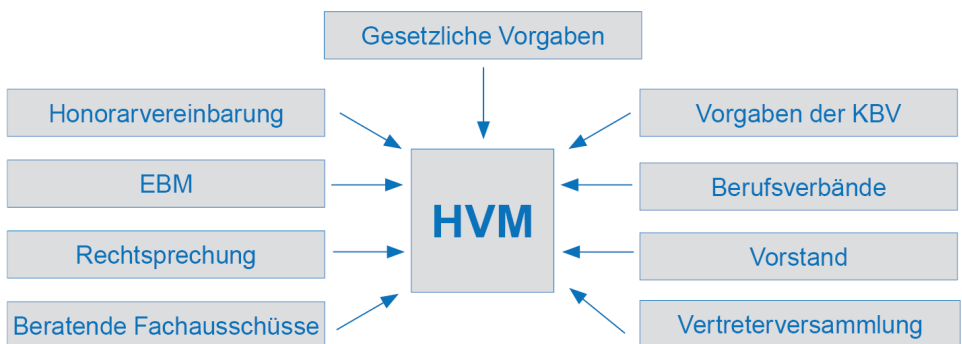 Gesetzliche Vorgaben
Honorarvereinbarung
Vorgaben der KBV
EBM
Berufsverbände
HVM
Rechtsprechung
Vorstand
Beratende Fachausschüsse
Vertreterversammlung